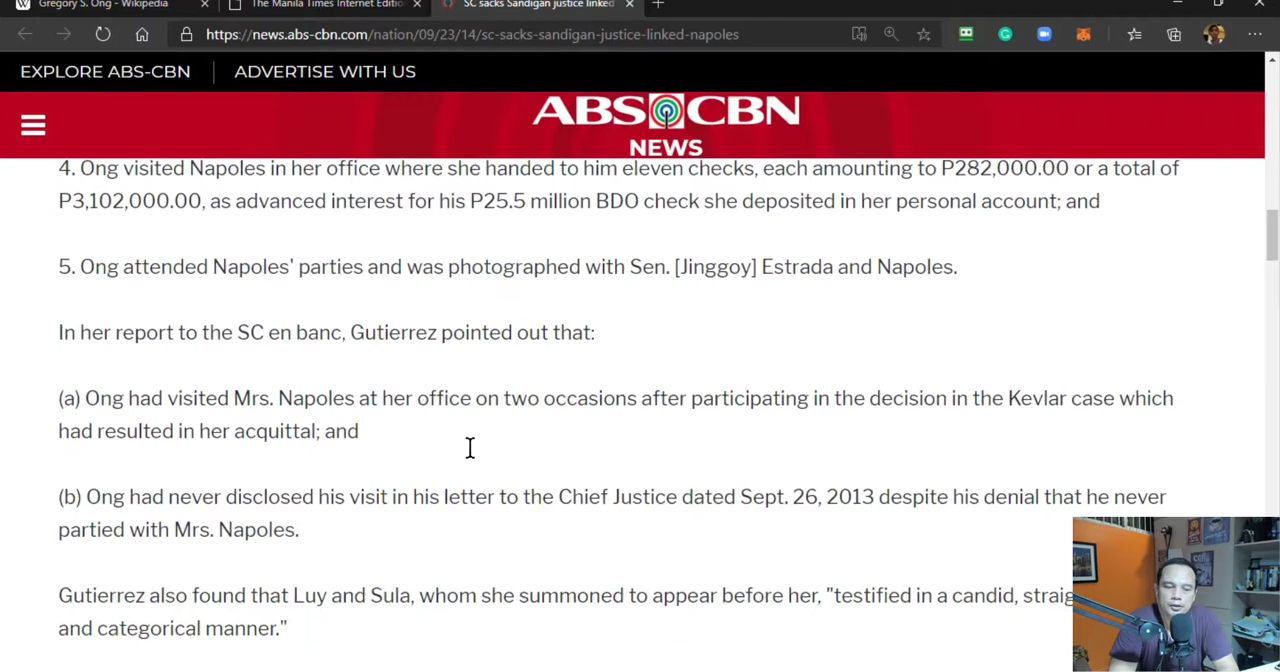 Gregory S. Ong - Wikipedia
The Manila Times Internet Editio
SC sacks Sandigan justice linked
https://news.abs-cbn.com/nation/09/23/14/sc-sacks-sandigan-justice-linked-napoles
EXPLORE ABS-CBN
ADVERTISE WITH US
ABS CBN
NEWS
4. Ong visited Napoles in her office where she handed to him eleven checks, each amounting to P282,000.00 or a total of
P3,102,000.00, as advanced interest for his P25.5 million BDO check she deposited in her personal account; and
5. Ong attended Napoles' parties and was photographed with Sen. [Jinggoy] Estrada and Napoles.
In her report to the SC en banc, Gutierrez pointed out that:
(a) Ong had visited Mrs. Napoles at her office on two occasions after participating in the decision in the Kevlar case which
had resulted in her acquittal; and
(b) Ong had never disclosed his visit in his letter to the Chief Justice dated Sept. 26, 2013 despite his denial that he never
partied with Mrs. Napoles.
Gutierrez also found that Luy and Sula, whom she summoned to appear before her, "testified in a candid,
and categorical manner."